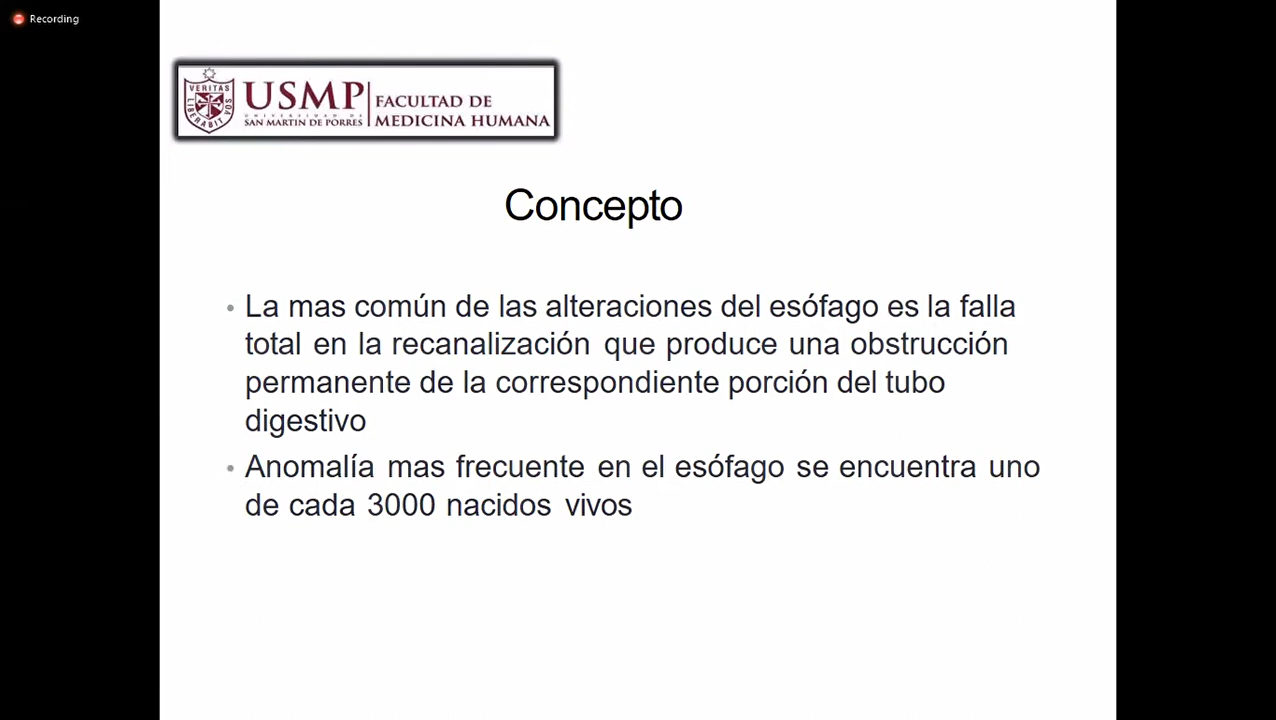 Recording
VERITAS
LIBERABIT
VOS
USMP
UNIVERSIDAD DE
SAN MARTIN DE PORRES
FACULTAD DE
MEDICINA HUMANA
Concepto
• La mas común de las alteraciones del esófago es la falla
total en la recanalización que produce una obstrucción
permanente de la correspondiente porción del tubo
digestivo
• Anomalía mas frecuente en el esófago se encuentra uno
de cada 3000 nacidos vivos